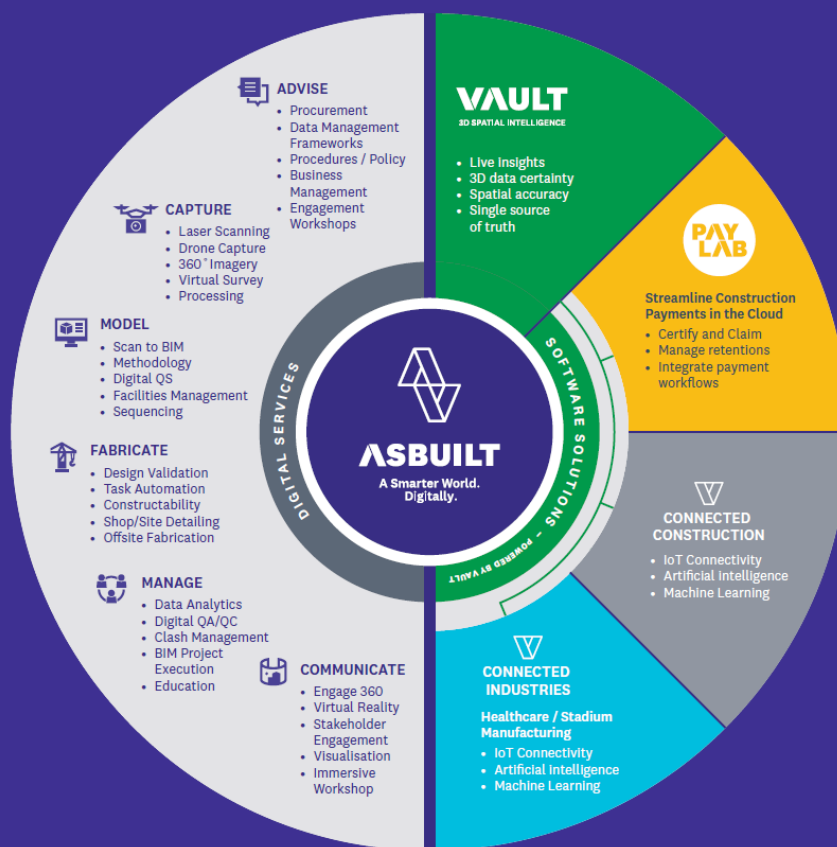 ADVISE
• Procurement
• Data Management
Frameworks
• Procedures / Policy
• Business
Management
• Engagement
Workshops
CAPTURE
• Laser Scanning
• Drone Capture
• 360° Imagery
• Virtual Survey
• Processing
MODEL
• Scan to BIM
• Methodology
• Digital QS
• Facilities Management
• Sequencing
FABRICATE
• Design Validation
• Task Automation
• Constructability
• Shop/Site Detailing
• Offsite Fabrication
MANAGE
• Data Analytics
• Digital QA/QC
• Clash Management
• BIM Project
Execution
• Education
COMMUNICATE
• Engage 360
• Virtual Reality
• Stakeholder
Engagement
• Visualisation
• Immersive
Workshop
DIGITAL SERVICES
ASBUILT
A Smarter World.
Digitally.
SOFTWARE SOLUTIONS – POWERED BY VAULT
VAULT
3D SPATIAL INTELLIGENCE
• Live Insights
• 3D data certainty
• Spatial accuracy
• Single source
of truth
PAY
LAB
Streamline Construction
Payments in the Cloud
• Certify and Claim
• Manage retentions
• Integrate payment
workflows
CONNECTED
CONSTRUCTION
• IoT Connectivity
• Artificial Intelligence
• Machine Learning
CONNECTED
INDUSTRIES
Healthcare / Stadium
Manufacturing
• IoT Connectivity
• Artificial Intelligence
• Machine Learning